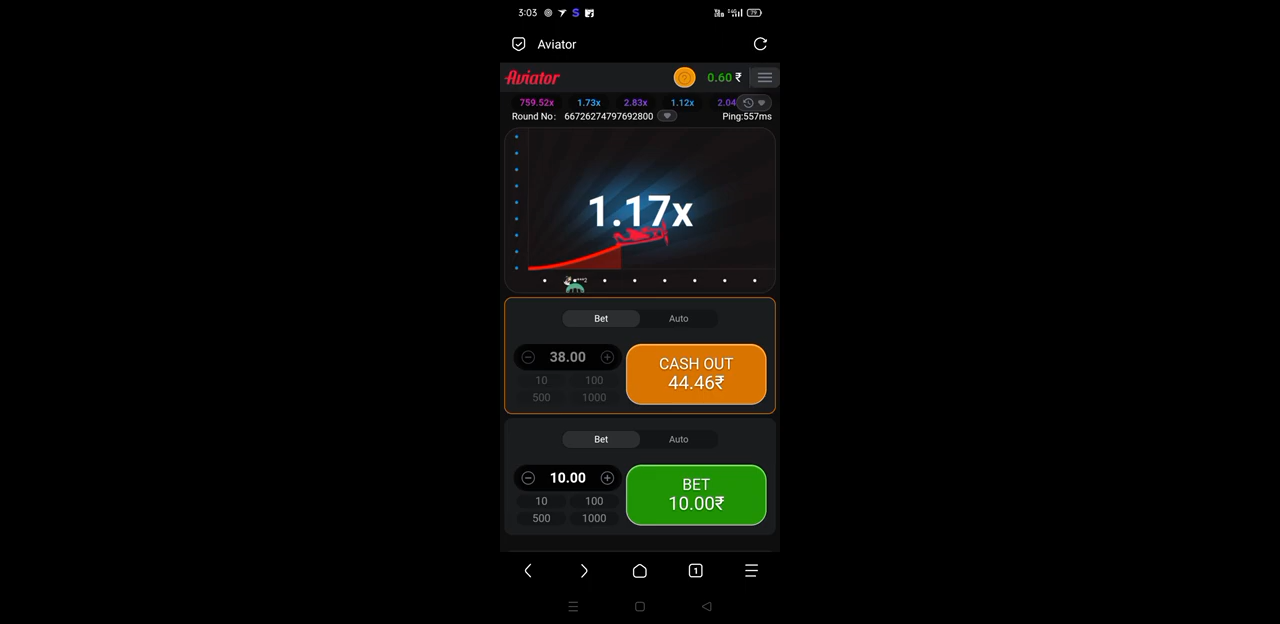 3:03 S 79
Aviator
Aviator 0.60 ₹
759.52x 1.73x 2.83x 1.12x 2.04
Round No: 66726274797692800 Ping:557ms
1.17x
Bet Auto
38.00
10 100
500 1000
CASH OUT
44.46₹
Bet Auto
10.00
10 100
500 1000
BET
10.00₹
1